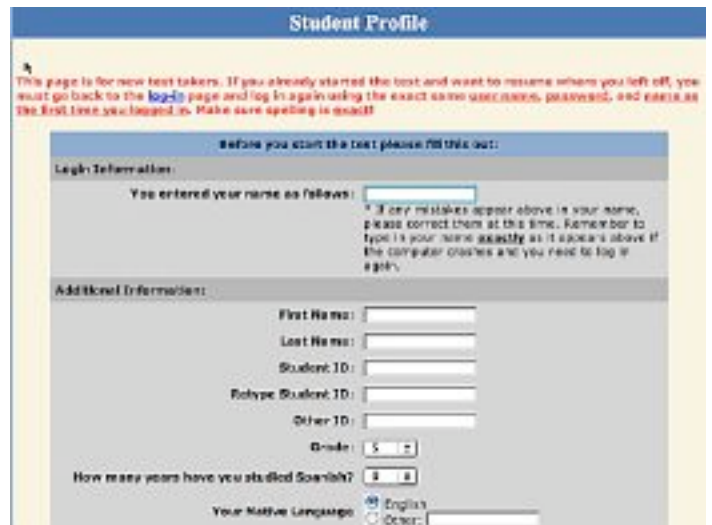 Student Profile
This page is for new test takers. If you already started the test and want to resume where you left off, you
must go back to the log-in page and log in again using the exact same user name, password, and name as
the first time you logged in. Make sure spelling is exact!
Before you start the test please fill this out:
Login Information:
You entered your name as follows:
* If any mistakes appear above in your name,
please correct them at this time. Remember to
type in your name exactly as it appears above if
the computer crashes and you need to log in
again.
Additional Information:
First Name:
Last Name:
Student ID:
Retype Student ID:
Other ID:
Grade: 5
How many years have you studied Spanish?
Your Native Language
English
Other: